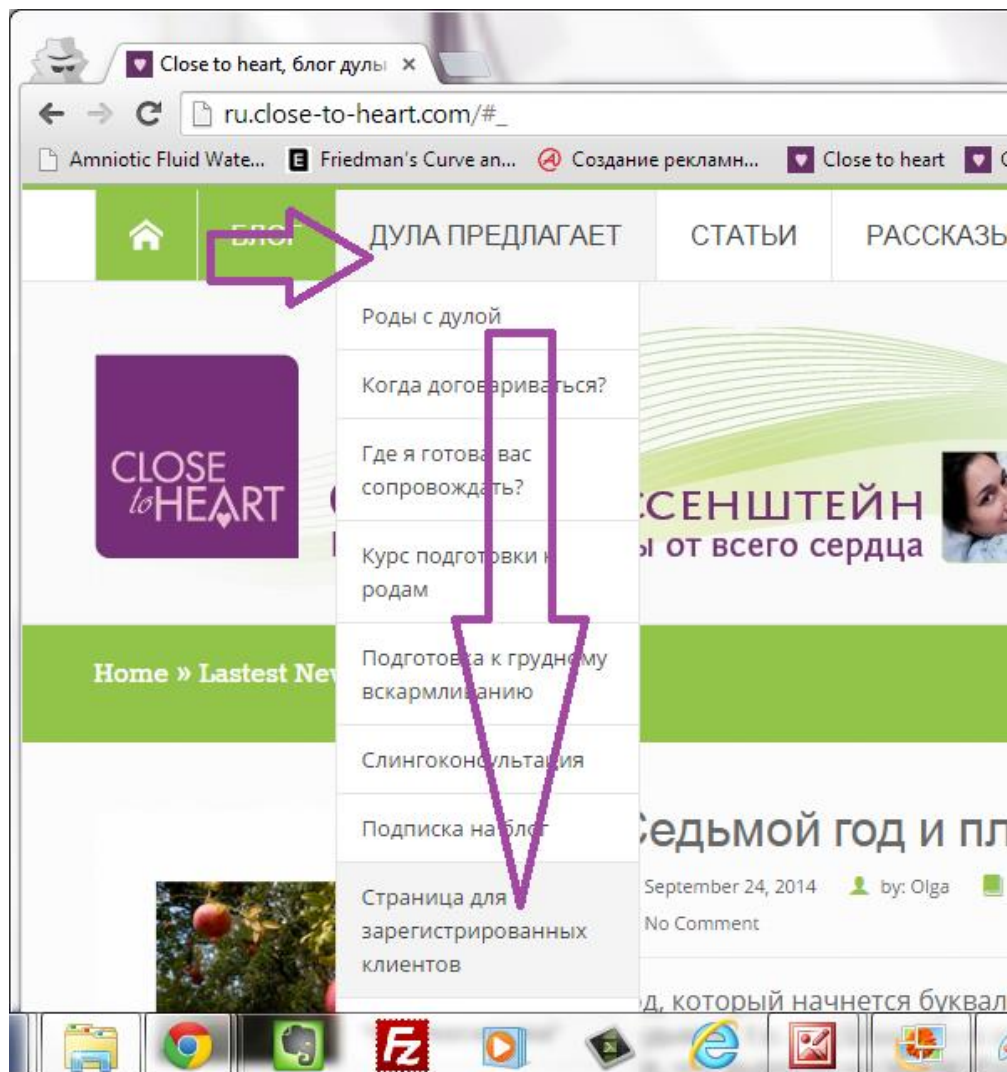 Close to heart, блог дулы
ru.close-to-heart.com/#_
Amniotic Fluid Wate... Friedman's Curve an... Создание рекламн... Close to heart
БЛОГ ДУЛА ПРЕДЛАГАЕТ СТАТЬИ РАССКАЗЫ
Роды с дулой
Когда договариваться?
Где я готова вас
сопровождать?
Курс подготовки к
родам
Подготовка к грудному
вскармливанию
Слингоконсультация
Подписка на блог
Страница для
зарегистрированных
клиентов
CLOSE
to HEART
ССЕНШТЕЙН
ы от всего сердца
Home » Lastest New
Седьмой год и пл
September 24, 2014 by: Olga
No Comment
д, который начнется буквал